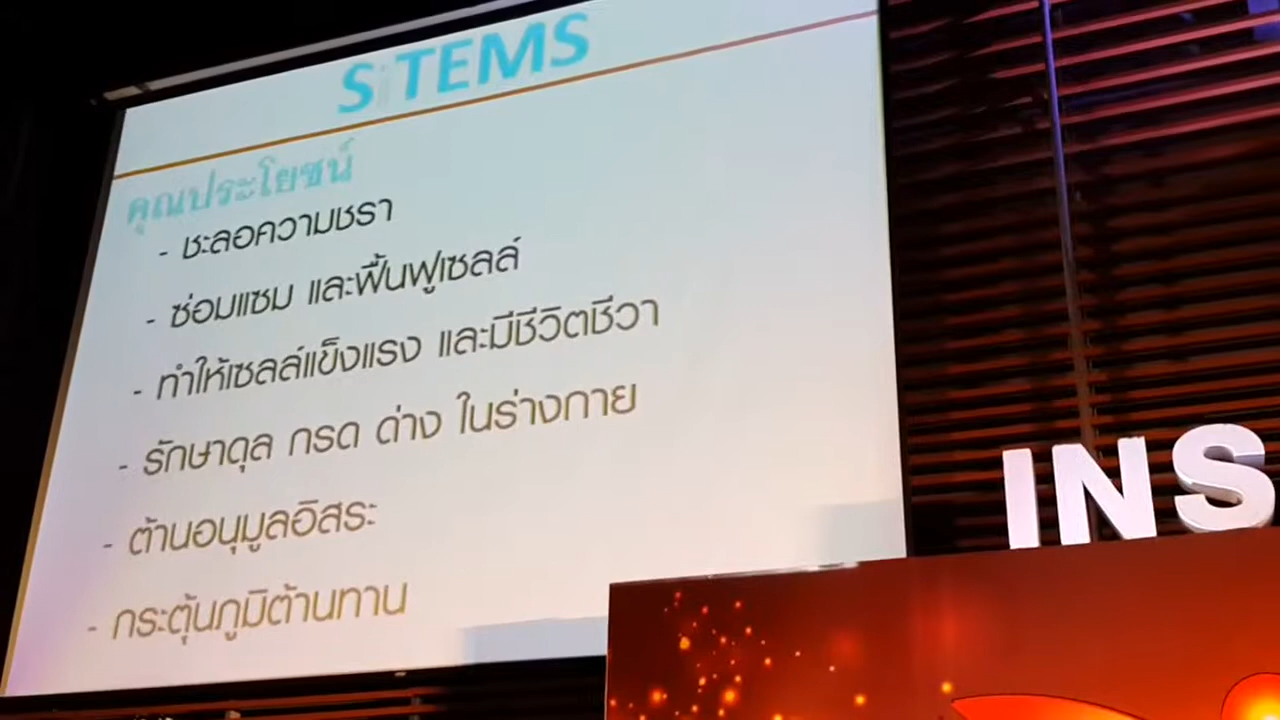 SiTEMS
คุณประโยชน์
- ชะลอความชรา
- ซ่อมแซม และฟื้นฟูเซลล์
- ทำให้เซลล์แข็งแรง และมีชีวิตชีวา
- รักษาดุล กรด ด่าง ในร่างกาย
- ต้านอนุมูลอิสระ
- กระตุ้นภูมิต้านทาน
INS